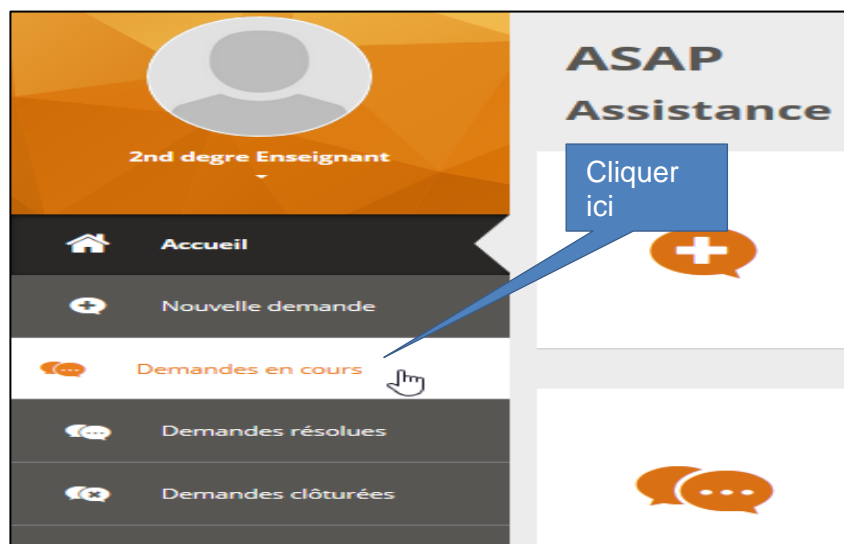 2nd degre Enseignant
Accueil
Nouvelle demande
Demandes en cours
Demandes résolues
Demandes clôturées
ASAP
Assistance
Cliquer
ici